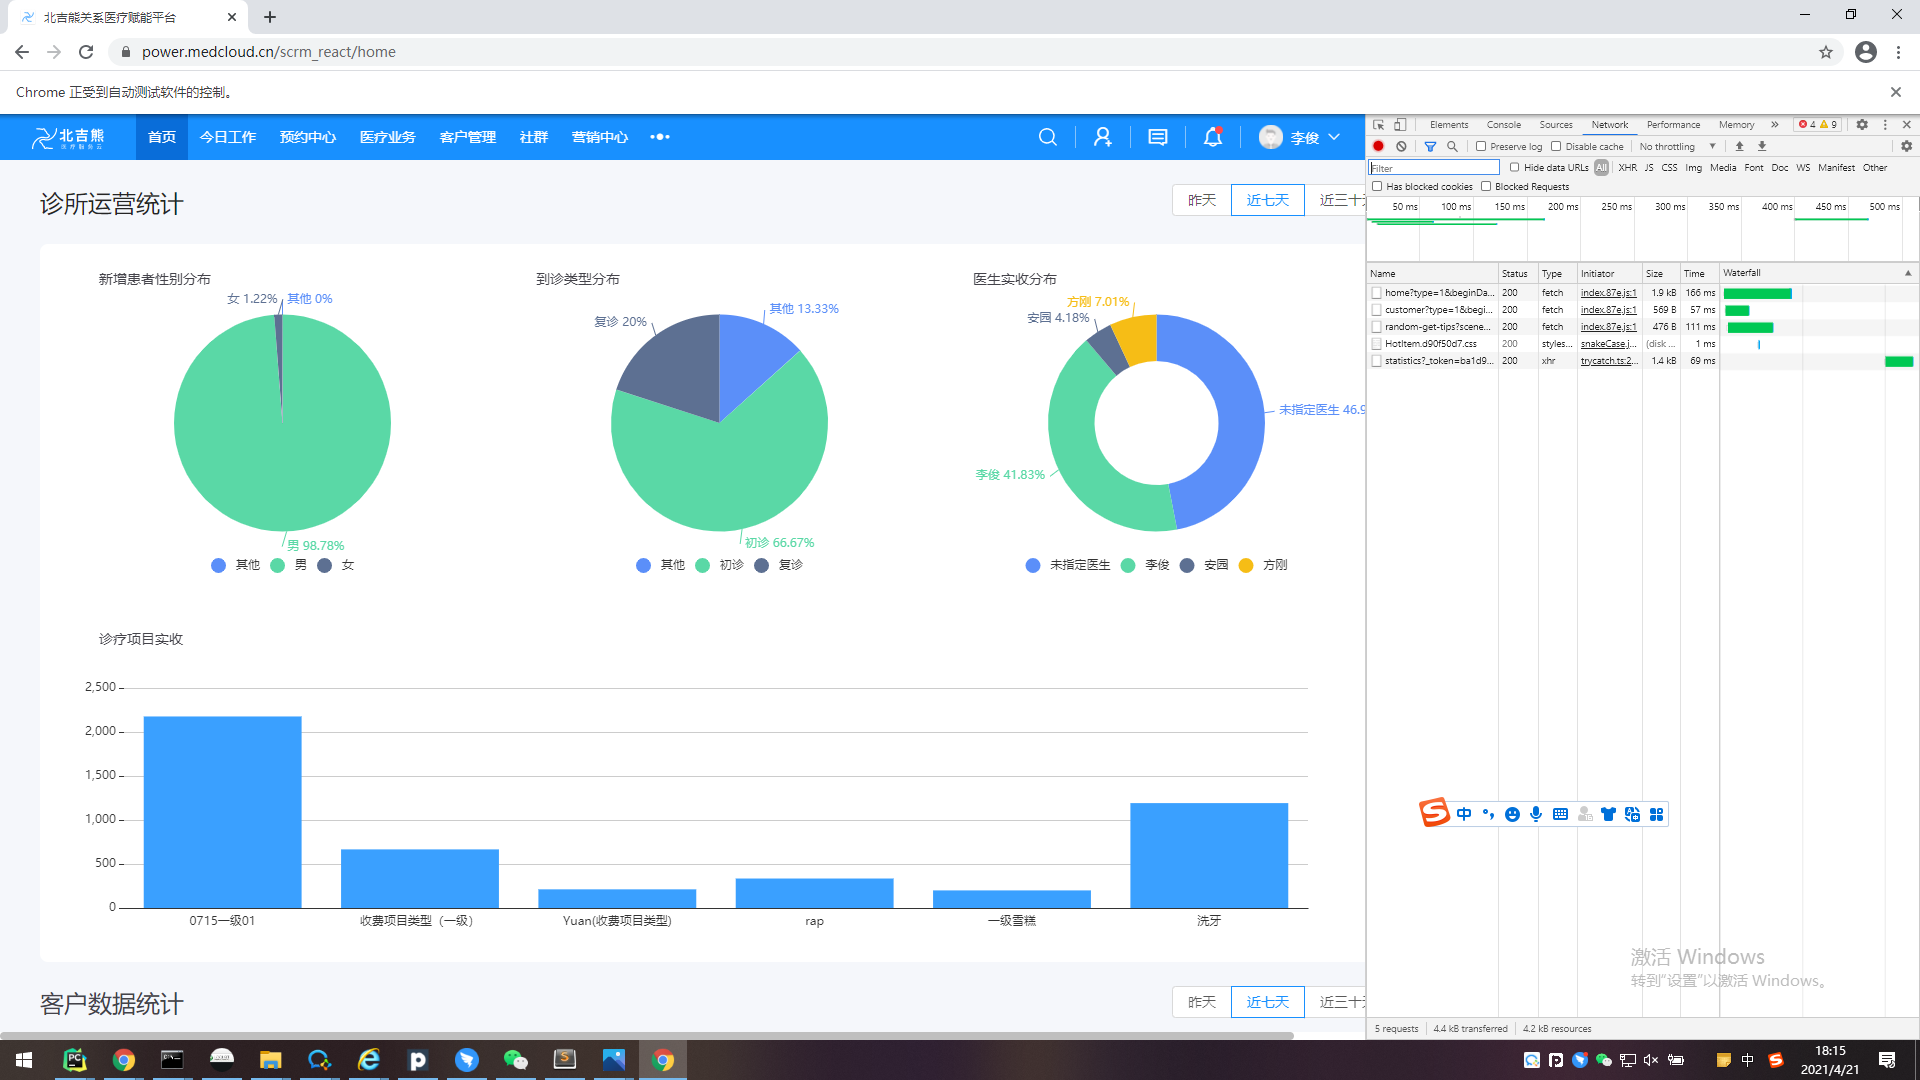 北吉熊关系医疗赋能平台
power.medcloud.cn/scrm_react/home
Chrome 正受到自动测试软件的控制。
北吉熊
医疗服务云
首页 今日工作 预约中心 医疗业务 客户管理 社群 营销中心
李俊
诊所运营统计
昨天 近七天 近三十天
新增患者性别分布
女 1.22% 其他 0%
男 98.78%
其他 男 女
到诊类型分布
其他 13.33%
复诊 20%
初诊 66.67%
其他 初诊 复诊
医生实收分布
方刚 7.01%
安园 4.18%
未指定医生 46.9
李俊 41.83%
未指定医生 李俊 安园 方刚
诊疗项目实收
2,500
2,000
1,500
1,000
500
0
0715一级01 收费项目类型（一级） Yuan(收费项目类型) rap 一级雪糕 洗牙
客户数据统计
昨天 近七天 近三十天
Elements Console Sources Network Performance Memory » 4 9
Preserve log Disable cache No throttling
Filter Hide data URLs All XHR JS CSS Img Media Font Doc WS Manifest Other
Has blocked cookies Blocked Requests
50 ms 100 ms 150 ms 200 ms 250 ms 300 ms 350 ms 400 ms 450 ms 500 ms
Name Status Type Initiator Size Time Waterfall
home?type=1&beginDa... 200 fetch index.87e.js:1 1.9 kB 166 ms
customer?type=1&begi... 200 fetch index.87e.js:1 569 B 57 ms
random-get-tips?scene... 200 fetch index.87e.js:1 476 B 111 ms
HotItem.d90f50d7.css 200 styles... snakeCase.j... (disk ... 1 ms
statistics?_token=ba1d9... 200 xhr trycatch.ts:2... 1.4 kB 69 ms
中
激活 Windows
转到"设置"以激活 Windows。
5 requests 4.4 kB transferred 4.2 kB resources
中
18:15
2021/4/21